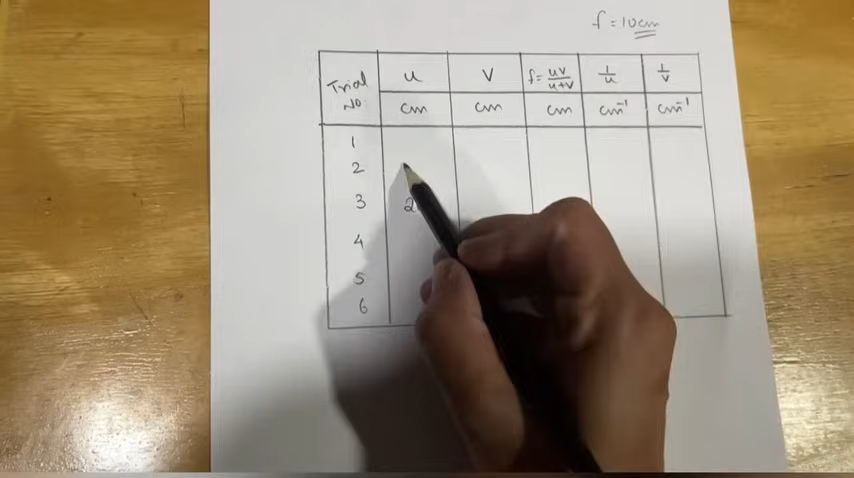 f = 10cm
Trial No. u v f = uv/u+v 1/u 1/v
cm cm cm cm⁻¹ cm⁻¹
1
2
3 2
4
5
6